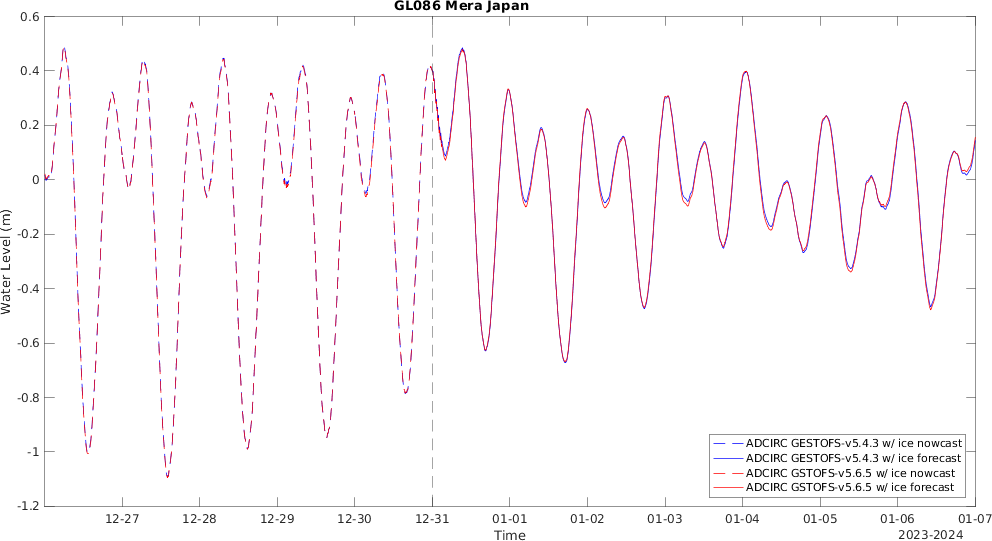 GL086 Mera Japan
0.6
0.4
0.2
0
-0.2
-0.4
-0.6
-0.8
-1
-1.2
Water Level (m)
12-27 12-28 12-29 12-30 12-31 01-01 01-02 01-03 01-04 01-05 01-06 01-07
Time
2023-2024
ADCIRC GESTOFS-v5.4.3 w/ ice nowcast
ADCIRC GESTOFS-v5.4.3 w/ ice forecast
ADCIRC GSTOFS-v5.6.5 w/ ice nowcast
ADCIRC GSTOFS-v5.6.5 w/ ice forecast